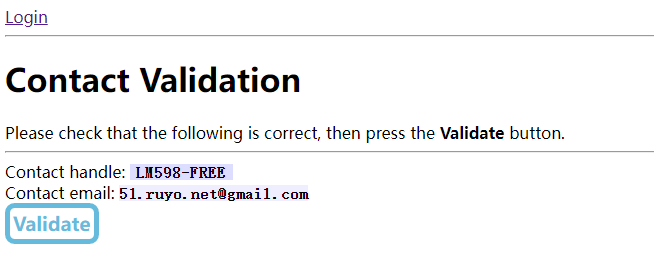 Login
Contact Validation
Please check that the following is correct, then press the Validate button.
Contact handle: LM598-FREE
Contact email: 51.ruyo.net@gmail.com
Validate